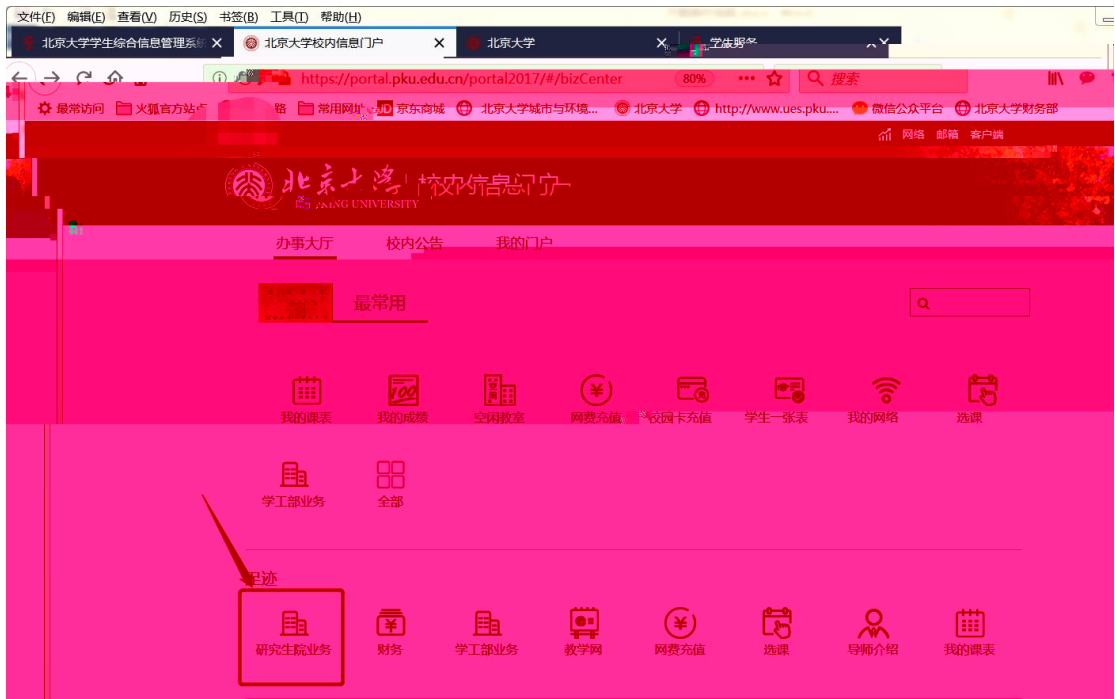 文件(F) 编辑(E) 查看(V) 历史(S) 书签(B) 工具(T) 帮助(H)
北京大学学生综合信息管理系统 北京大学校内信息门户 北京大学
https://portal.pku.edu.cn/portal2017/#/bizCenter 80% 搜索
最常访问 火狐官方站点 常用网址 JD 京东商城 北京大学城市与环境... 北京大学 http://www.ues.pku.... 微信公众平台 北京大学财务部
网络 邮箱 客户端
北京大学 校内信息门户
UNIVERSITY
办事大厅 校内公告 我的门户
最常用
我的课表 我的成绩 空闲教室 网费充值 校园卡充值 学生一张表 我的网络 选课
学工部业务 全部
足迹
研究生院业务 财务 学工部业务 教学网 网费充值 选课 导师介绍 我的课表